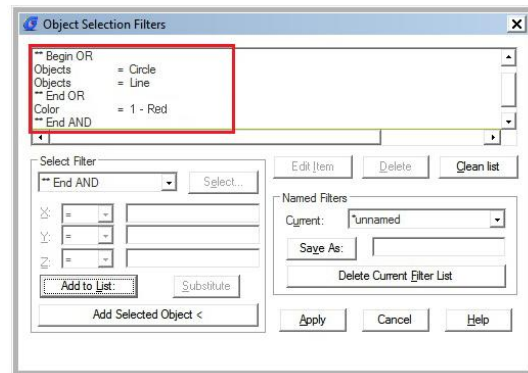 Object Selection Filters
** Begin OR
Objects = Circle
Objects = Line
** End OR
Color = 1 - Red
** End AND
Select Filter
** End AND
Select...
X: =
Y: =
Z: =
Add to List:
Substitute
Add Selected Object <
Edit Item
Delete
Clean list
Named Filters
Current: *unnamed
Save As:
Delete Current Filter List
Apply
Cancel
Help